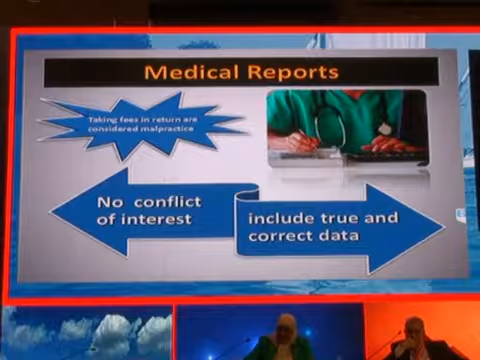 Medical Reports
Taking fees in return are
considered malpractice
No conflict
of interest
include true and
correct data